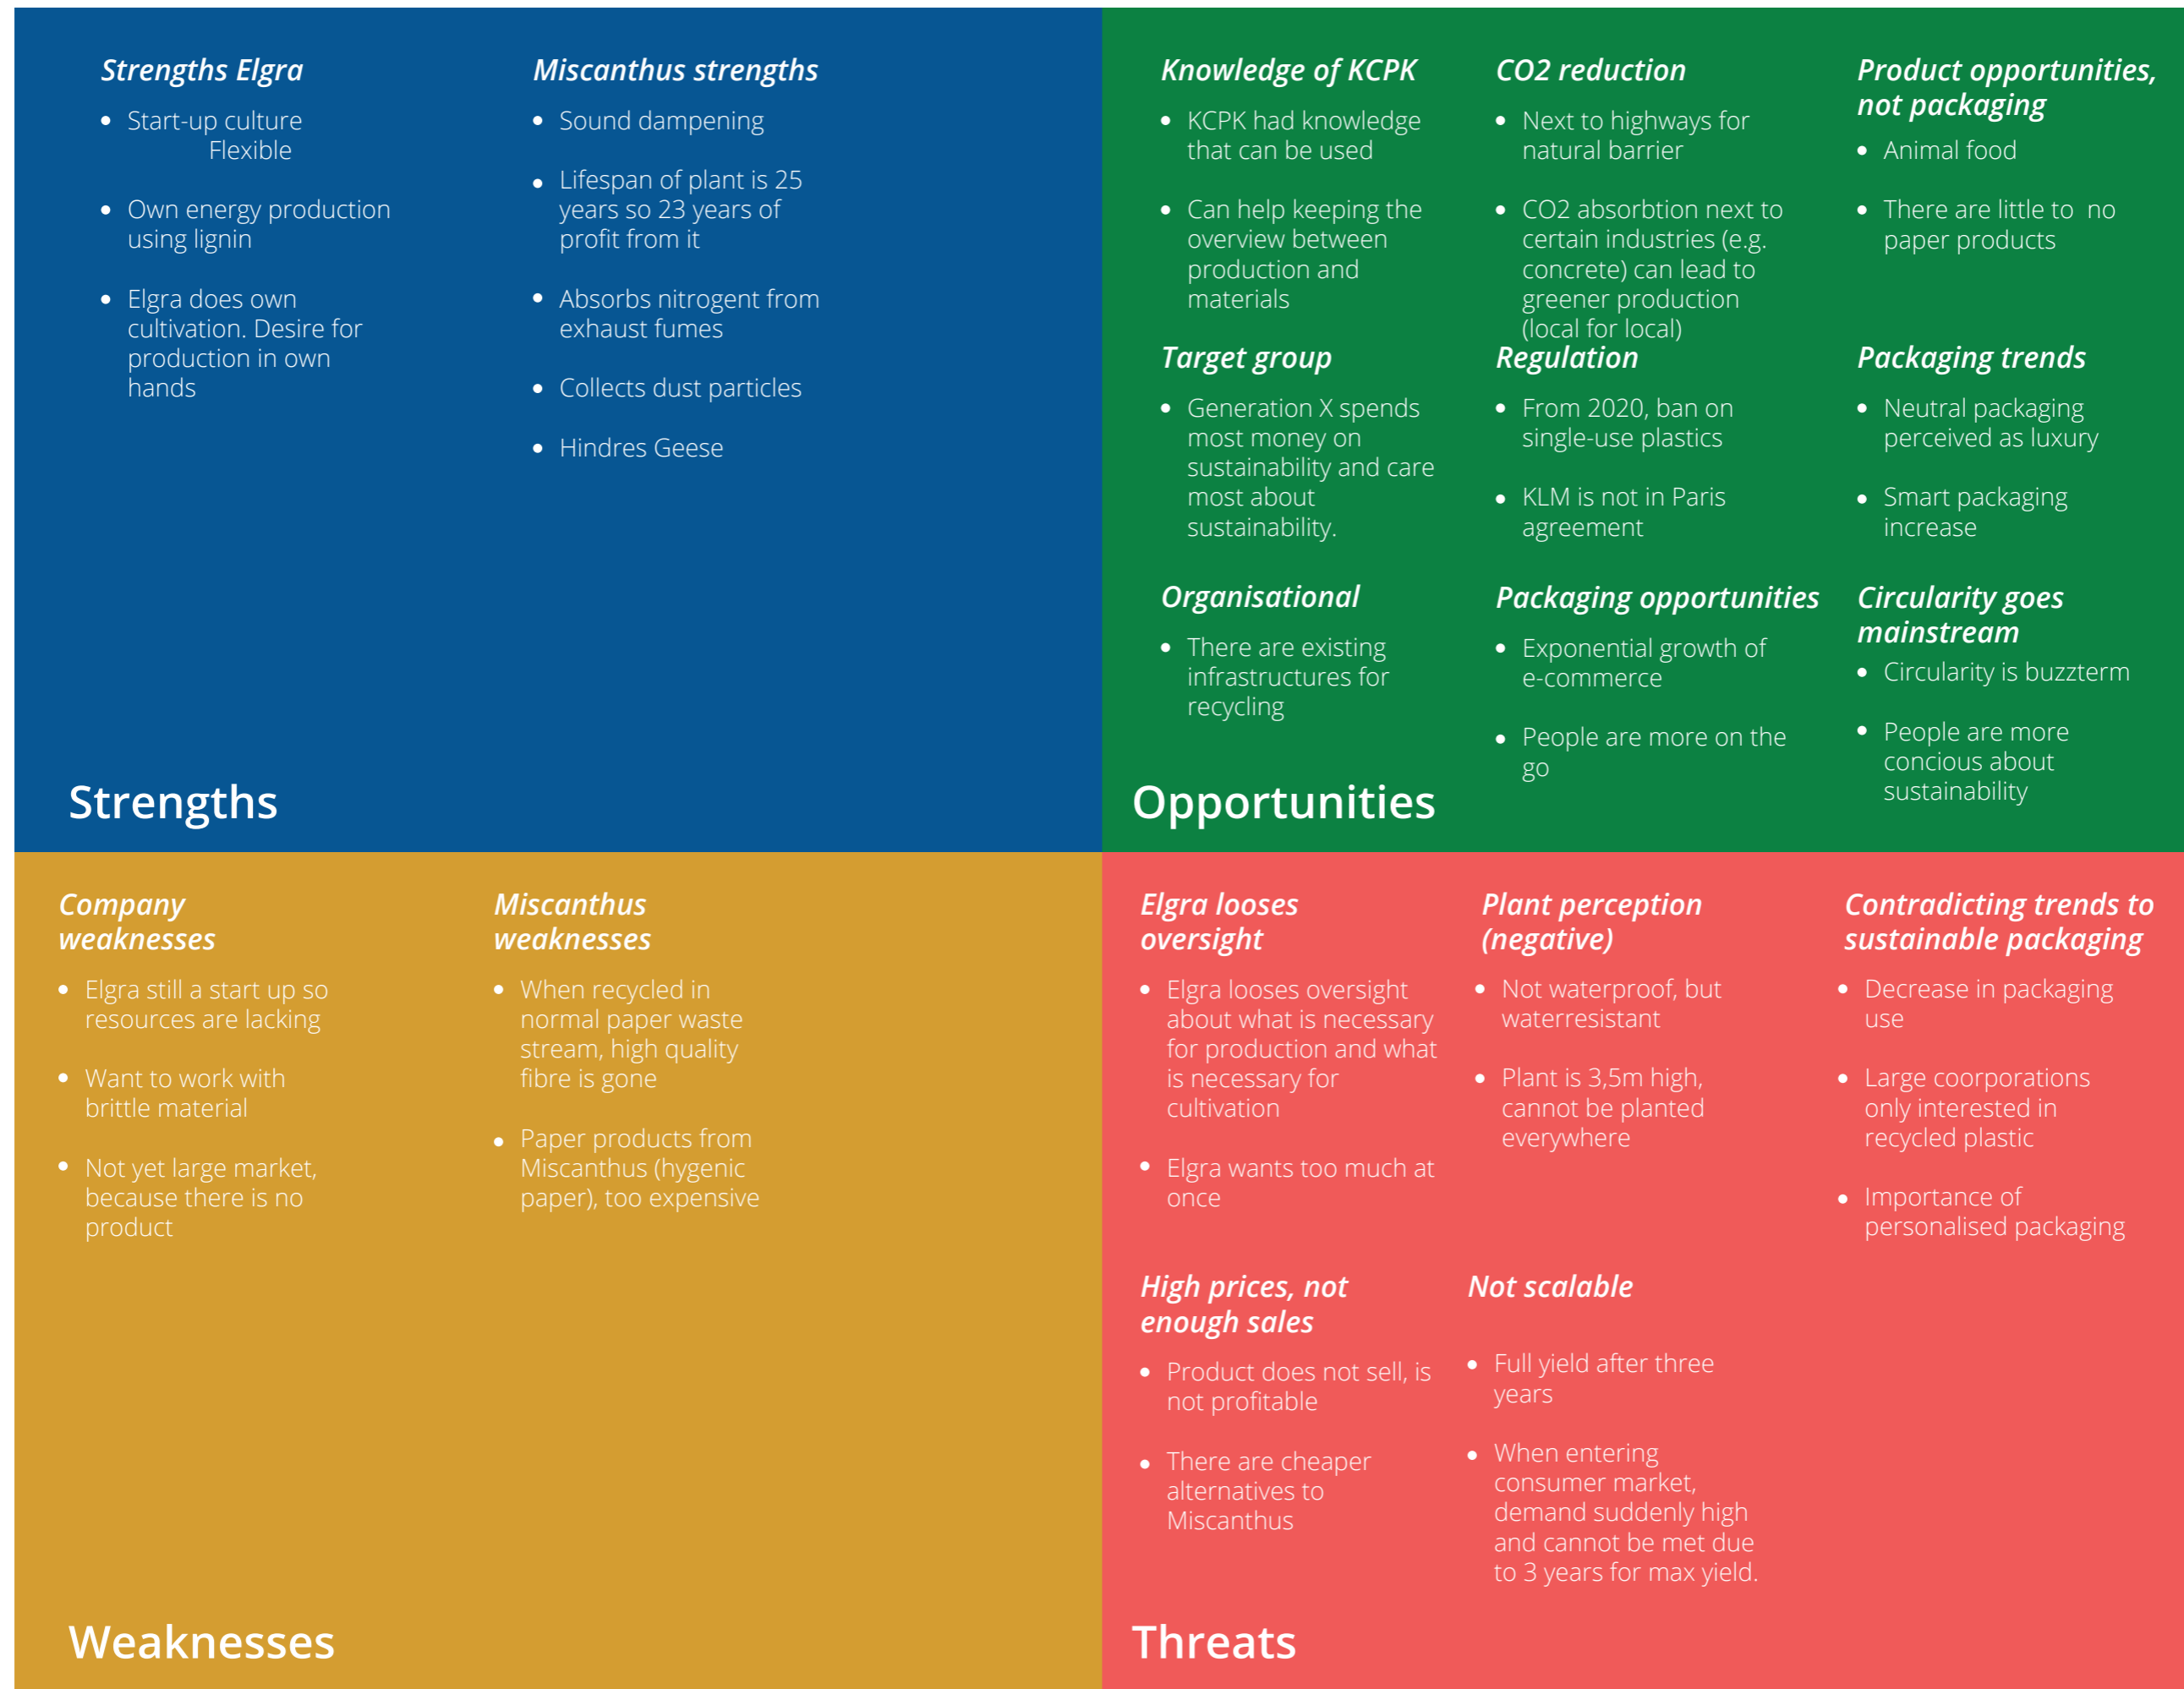 Strengths Elgra
Start-up culture
Flexible
Own energy production
using lignin
Elgra does own
cultivation. Desire for
production in own
hands
Miscanthus strengths
Sound dampening
Lifespan of plant is 25
years so 23 years of
profit from it
Absorbs nitrogent from
exhaust fumes
Collects dust particles
Hindres Geese
Strengths
Knowledge of KCPK
KCPK had knowledge
that can be used
Can help keeping the
overview between
production and
materials
CO2 reduction
Next to highways for
natural barrier
CO2 absorbtion next to
certain industries (e.g.
concrete) can lead to
greener production
(local for local)
Product opportunities,
not packaging
Animal food
There are little to  no
paper products
Target group
Generation X spends
most money on
sustainability and care
most about
sustainability.
Regulation
From 2020, ban on
single-use plastics
KLM is not in Paris
agreement
Packaging trends
Neutral packaging
perceived as luxury
Smart packaging
increase
Organisational
There are existing
infrastructures for
recycling
Packaging opportunities
Exponential growth of
e-commerce
People are more on the
go
Circularity goes
mainstream
Circularity is buzzterm
People are more
concious about
sustainability
Opportunities
Company
weaknesses
Elgra still a start up so
resources are lacking
Want to work with
brittle material
Not yet large market,
because there is no
product
Miscanthus
weaknesses
When recycled in
normal paper waste
stream, high quality
fibre is gone
Paper products from
Miscanthus (hygenic
paper), too expensive
Weaknesses
Elgra looses
oversight
Elgra looses oversight
about what is necessary
for production and what
is necessary for
cultivation
Elgra wants too much at
once
Plant perception
(negative)
Not waterproof, but
waterresistant
Plant is 3,5m high,
cannot be planted
everywhere
Contradicting trends to
sustainable packaging
Decrease in packaging
use
Large coorporations
only interested in
recycled plastic
Importance of
personalised packaging
High prices, not
enough sales
Product does not sell, is
not profitable
There are cheaper
alternatives to
Miscanthus
Not scalable
Full yield after three
years
When entering
consumer market,
demand suddenly high
and cannot be met due
to 3 years for max yield.
Threats